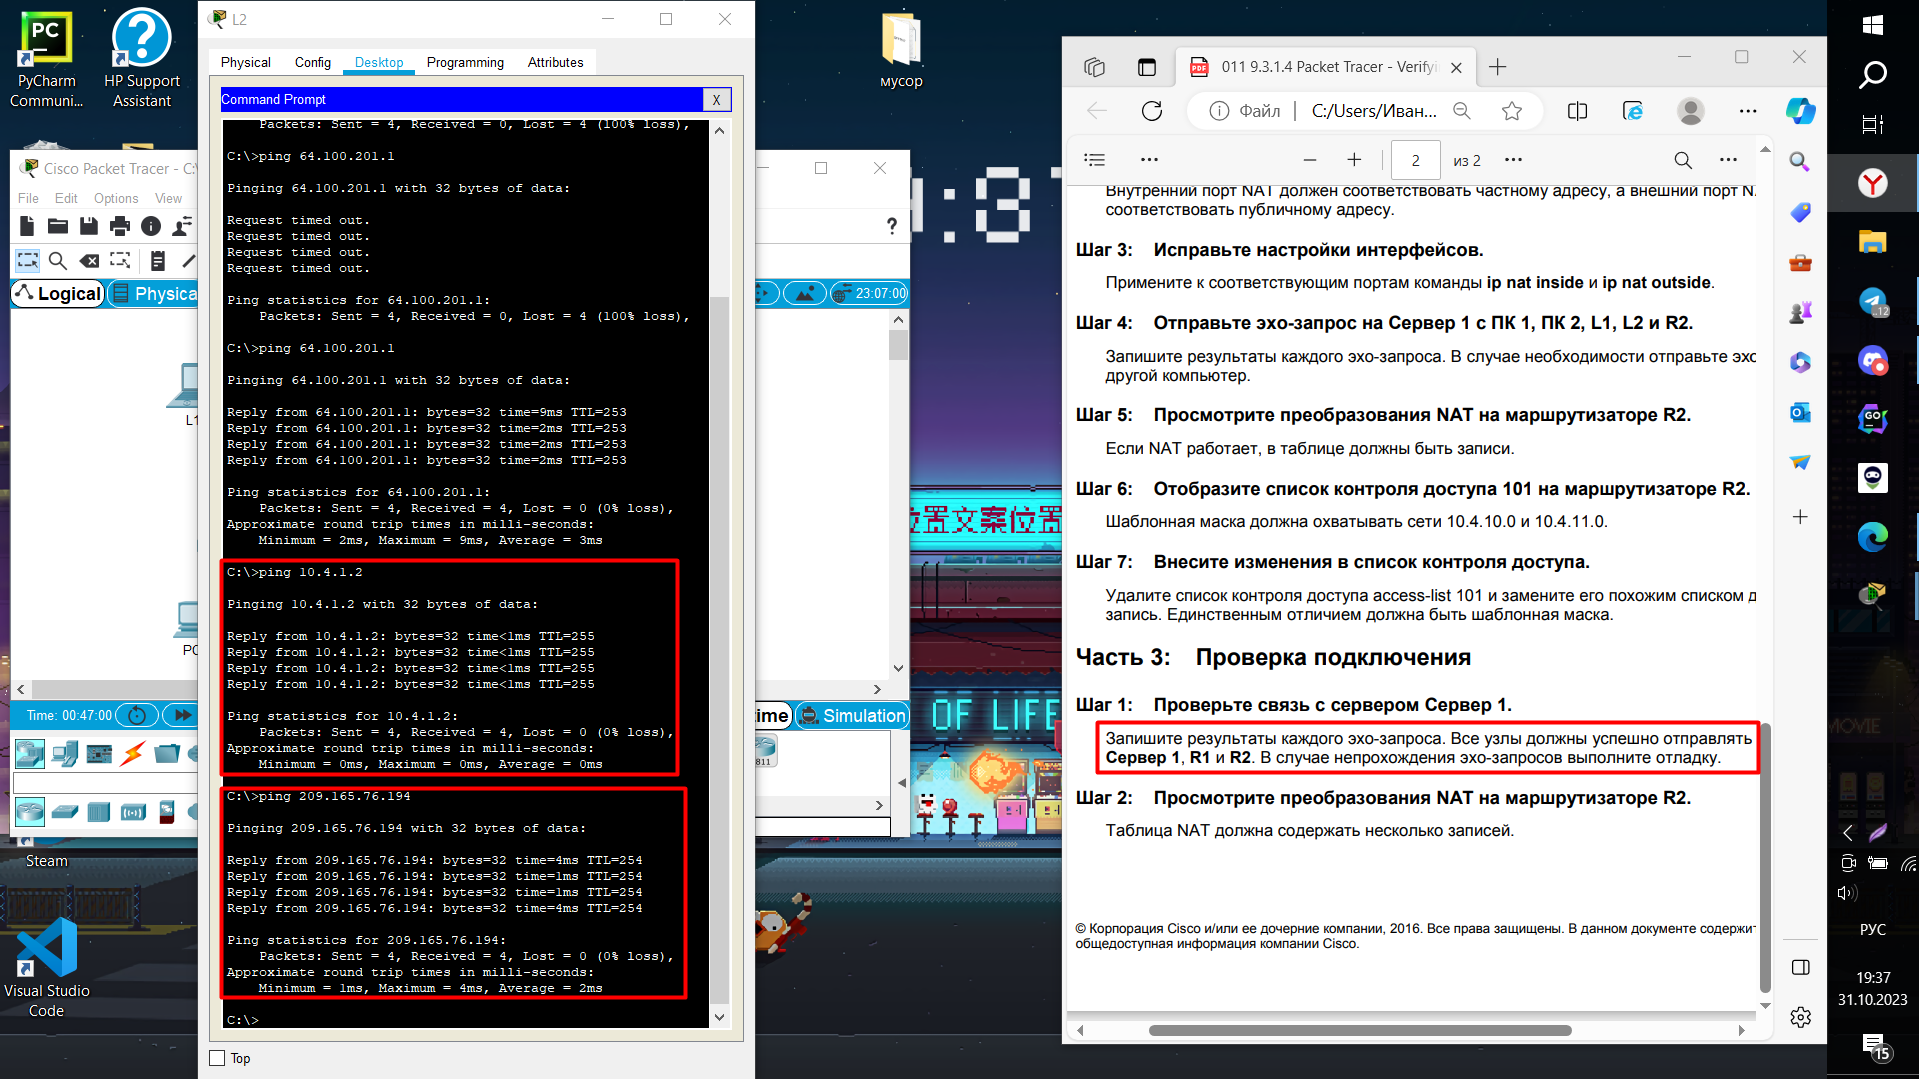 PyCharm
Communi...
HP Support
Assistant
мусор
Steam
Visual Studio
Code
L2
Physical
Config
Desktop
Programming
Attributes
Command Prompt
X
Packets: Sent = 4, Received = 0, Lost = 4 (100% loss),
C:\>ping 64.100.201.1
Pinging 64.100.201.1 with 32 bytes of data:
Request timed out.
Request timed out.
Request timed out.
Request timed out.
Ping statistics for 64.100.201.1:
Packets: Sent = 4, Received = 0, Lost = 4 (100% loss),
C:\>ping 64.100.201.1
Pinging 64.100.201.1 with 32 bytes of data:
Reply from 64.100.201.1: bytes=32 time=9ms TTL=253
Reply from 64.100.201.1: bytes=32 time=2ms TTL=253
Reply from 64.100.201.1: bytes=32 time=2ms TTL=253
Reply from 64.100.201.1: bytes=32 time=2ms TTL=253
Ping statistics for 64.100.201.1:
Packets: Sent = 4, Received = 4, Lost = 0 (0% loss),
Approximate round trip times in milli-seconds:
Minimum = 2ms, Maximum = 9ms, Average = 3ms
C:\>ping 10.4.1.2
Pinging 10.4.1.2 with 32 bytes of data:
Reply from 10.4.1.2: bytes=32 time<1ms TTL=255
Reply from 10.4.1.2: bytes=32 time<1ms TTL=255
Reply from 10.4.1.2: bytes=32 time<1ms TTL=255
Reply from 10.4.1.2: bytes=32 time<1ms TTL=255
Ping statistics for 10.4.1.2:
Packets: Sent = 4, Received = 4, Lost = 0 (0% loss),
Approximate round trip times in milli-seconds:
Minimum = 0ms, Maximum = 0ms, Average = 0ms
C:\>ping 209.165.76.194
Pinging 209.165.76.194 with 32 bytes of data:
Reply from 209.165.76.194: bytes=32 time=4ms TTL=254
Reply from 209.165.76.194: bytes=32 time=1ms TTL=254
Reply from 209.165.76.194: bytes=32 time=1ms TTL=254
Reply from 209.165.76.194: bytes=32 time=4ms TTL=254
Ping statistics for 209.165.76.194:
Packets: Sent = 4, Received = 4, Lost = 0 (0% loss),
Approximate round trip times in milli-seconds:
Minimum = 1ms, Maximum = 4ms, Average = 2ms
C:\>
Top
Cisco Packet Tracer - C:\
File
Edit
Options
View
Logical
Physica
L1
PC
Time: 00:47:00
23:07:00
ime
Simulation
811
位置文案位置
OF LIFE
011 9.3.1.4 Packet Tracer - Verifyi
Файл
C:/Users/Иван...
2
из 2
Внутренний порт NAT должен соответствовать частному адресу, а внешний порт N
соответствовать публичному адресу.
Шаг 3: Исправьте настройки интерфейсов.
Примените к соответствующим портам команды ip nat inside и ip nat outside.
Шаг 4: Отправьте эхо-запрос на Сервер 1 с ПК 1, ПК 2, L1, L2 и R2.
Запишите результаты каждого эхо-запроса. В случае необходимости отправьте эхо
другой компьютер.
Шаг 5: Просмотрите преобразования NAT на маршрутизаторе R2.
Если NAT работает, в таблице должны быть записи.
Шаг 6: Отобразите список контроля доступа 101 на маршрутизаторе R2.
Шаблонная маска должна охватывать сети 10.4.10.0 и 10.4.11.0.
Шаг 7: Внесите изменения в список контроля доступа.
Удалите список контроля доступа access-list 101 и замените его похожим списком д
запись. Единственным отличием должна быть шаблонная маска.
Часть 3: Проверка подключения
Шаг 1: Проверьте связь с сервером Сервер 1.
Запишите результаты каждого эхо-запроса. Все узлы должны успешно отправлять
Сервер 1, R1 и R2. В случае непрохождения эхо-запросов выполните отладку.
Шаг 2: Просмотрите преобразования NAT на маршрутизаторе R2.
Таблица NAT должна содержать несколько записей.
© Корпорация Cisco и/или ее дочерние компании, 2016. Все права защищены. В данном документе содержит
общедоступная информация компании Cisco.
РУС
19:37
31.10.2023
15